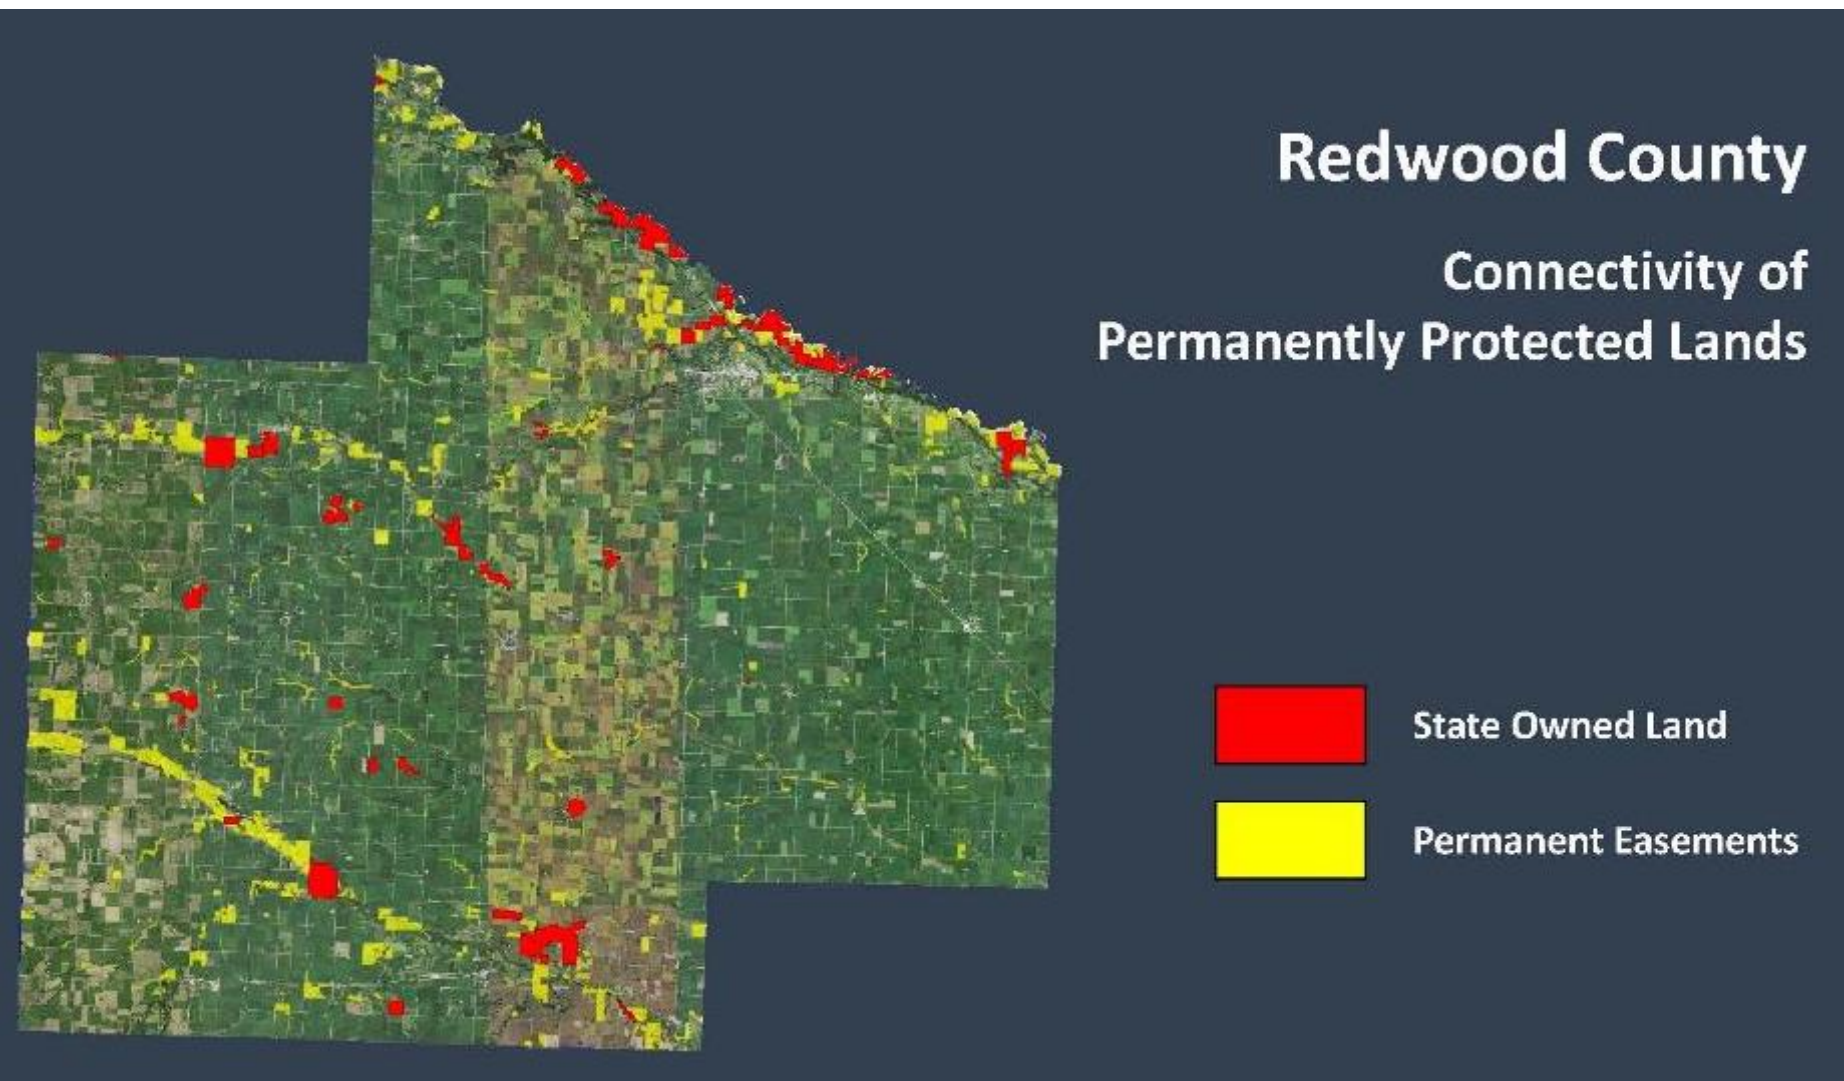 Redwood County
Connectivity of
Permanently Protected Lands
State Owned Land
Permanent Easements